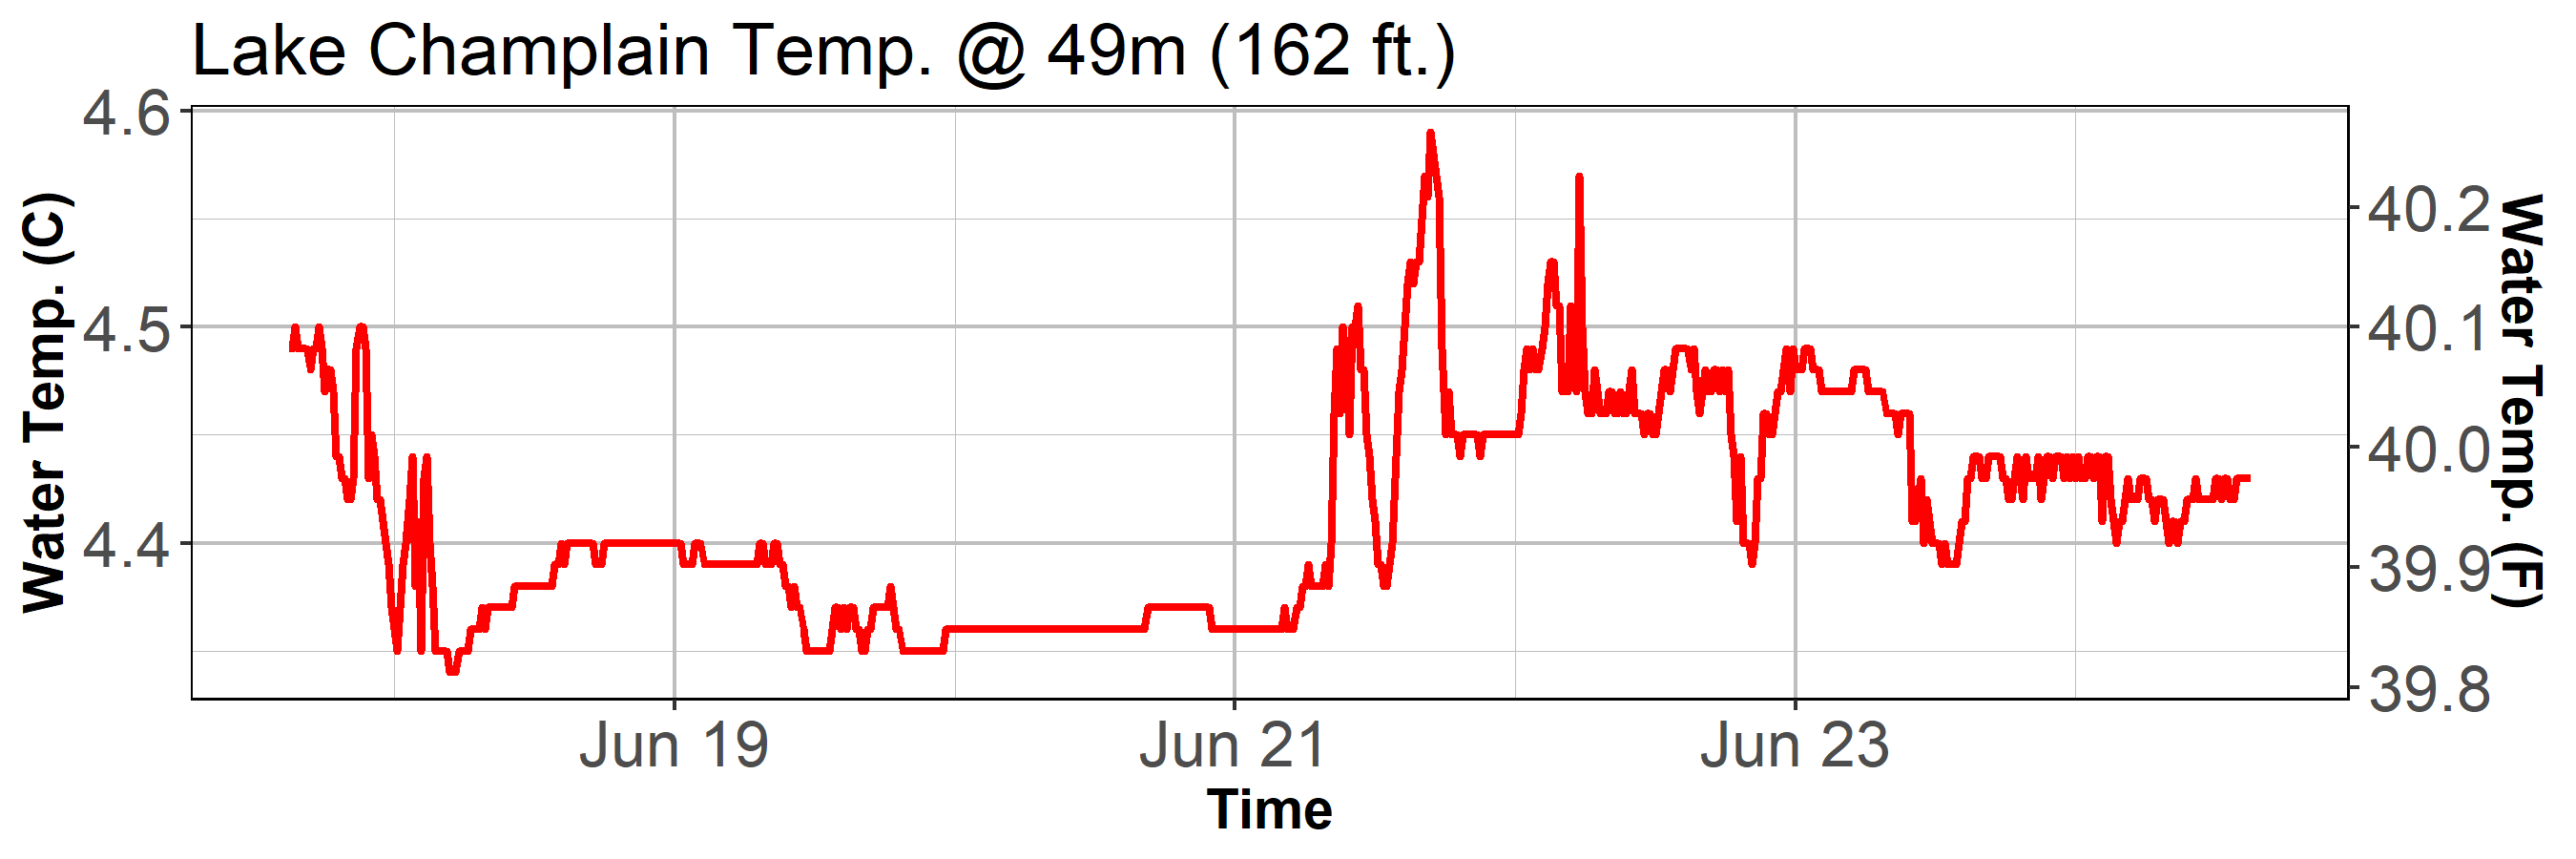 Lake Champlain Temp. @ 49m (162 ft.)
Water Temp. (C)
4.6
4.5
4.4
40.2
40.1
40.0
39.9
39.8
Water Temp. (F)
Jun 19
Jun 21
Jun 23
Time